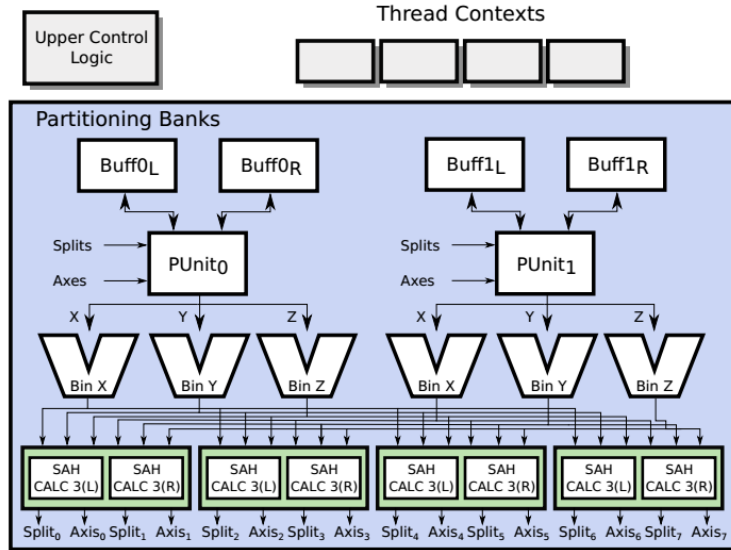 Thread Contexts
Upper Control
Logic
Partitioning Banks
Buff0L Buff0R Buff1L Buff1R
Splits PUnit0 Splits PUnit1
Axes Axes
X Y Z X Y Z
Bin X Bin Y Bin Z Bin X Bin Y Bin Z
SAH SAH SAH SAH SAH SAH SAH SAH
CALC 3(L) CALC 3(R) CALC 3(L) CALC 3(R) CALC 3(L) CALC 3(R) CALC 3(L) CALC 3(R)
Split0 Axis0 Split1 Axis1 Split2 Axis2 Split3 Axis3 Split4 Axis4 Split5 Axis5 Split6 Axis6 Split7 Axis7